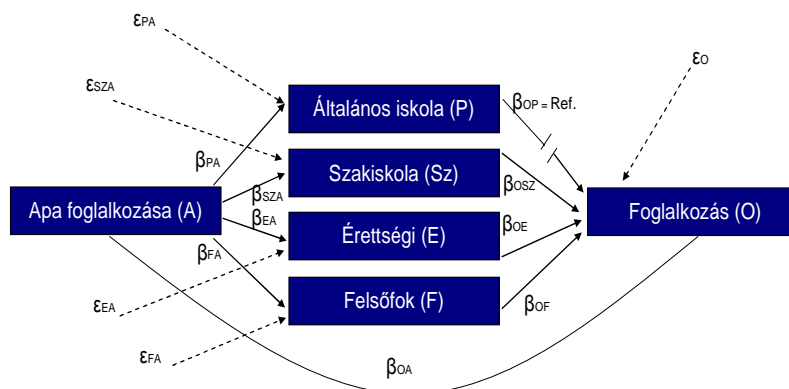 εPA
εO
εSZA
Általános iskola (P)
βOP = Ref.
βPA
Szakiskola (Sz)
βSZA
βOSZ
Apa foglalkozása (A)
Foglalkozás (O)
βEA
Érettségi (E)
βOE
βFA
εEA
Felsőfok (F)
βOF
εFA
βOA